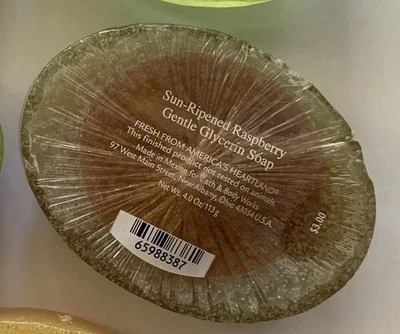 Sun-Ripened Raspberry
Gentle Glycerin Soap
FRESH FROM AMERICA'S HEARTLAND®
This finished product not tested on animals.
Made in Mexico for Bath & Body Works
97 West Main Street, New Albany, Ohio 43054 U.S.A.
Net Wt. 4.0 Oz/113 g
$3.00
65988387